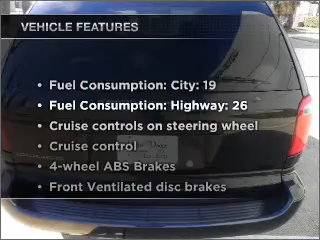 VEHICLE FEATURES
• Fuel Consumption: City: 19
• Fuel Consumption: Highway: 26
• Cruise controls on steering wheel
• Cruise control
• 4-wheel ABS Brakes
• Front Ventilated disc brakes